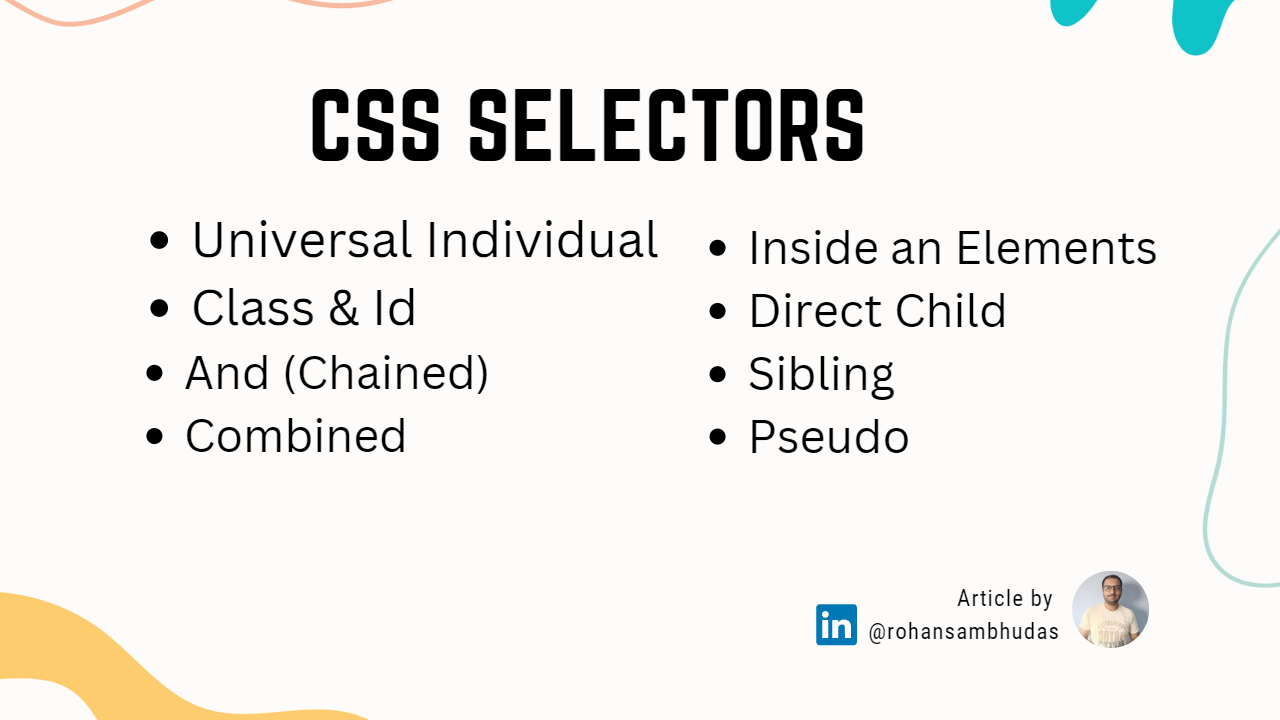 CSS SELECTORS
• Universal Individual
• Class & Id
• And (Chained)
• Combined
• Inside an Elements
• Direct Child
• Sibling
• Pseudo
Article by
in @rohansambhudas